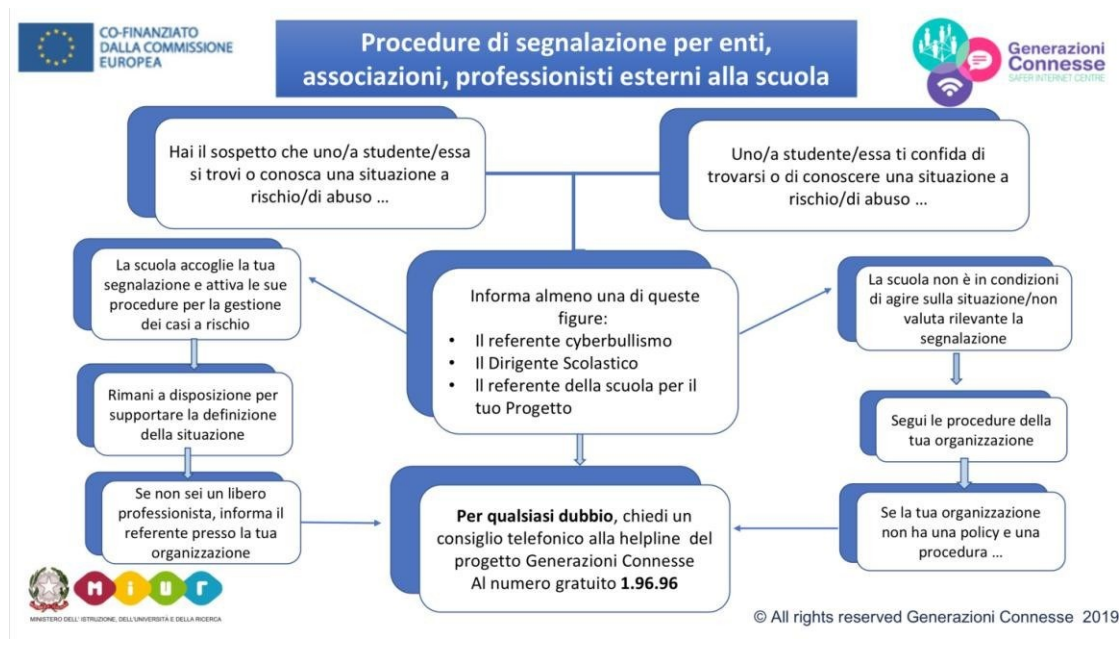 CO-FINANZIATO
DALLA COMMISSIONE
EUROPEA
Procedure di segnalazione per enti,
associazioni, professionisti esterni alla scuola
Generazioni
Connesse
SAFER INTERNET CENTRE
Hai il sospetto che uno/a studente/essa
si trovi o conosca una situazione a
rischio/di abuso ...
Uno/a studente/essa ti confida di
trovarsi o di conoscere una situazione a
rischio/di abuso ...
La scuola accoglie la tua
segnalazione e attiva le sue
procedure per la gestione
dei casi a rischio
Informa almeno una di queste
figure:
• Il referente cyberbullismo
• Il Dirigente Scolastico
• Il referente della scuola per il
tuo Progetto
La scuola non è in condizioni
di agire sulla situazione/non
valuta rilevante la
segnalazione
Rimani a disposizione per
supportare la definizione
della situazione
Segui le procedure della
tua organizzazione
Se non sei un libero
professionista, informa il
referente presso la tua
organizzazione
Per qualsiasi dubbio, chiedi un
consiglio telefonico alla helpline del
progetto Generazioni Connesse
Al numero gratuito 1.96.96
Se la tua organizzazione
non ha una policy e una
procedura ...
miur
MINISTERO DELL' ISTRUZIONE, DELL'UNIVERSITÀ E DELLA RICERCA
© All rights reserved Generazioni Connesse 2019